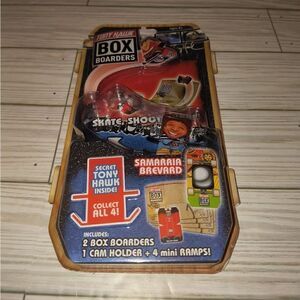 TONY HAWK
BOX
BOARDERS
SKATE, SHOOT
SAMARRIA
BREVARD
SECRET
TONY
HAWK
INSIDE!
COLLECT
ALL 4!
BOX
INCLUDES:
2 BOX BOARDERS
1 CAM HOLDER + 4 mini RAMPS!